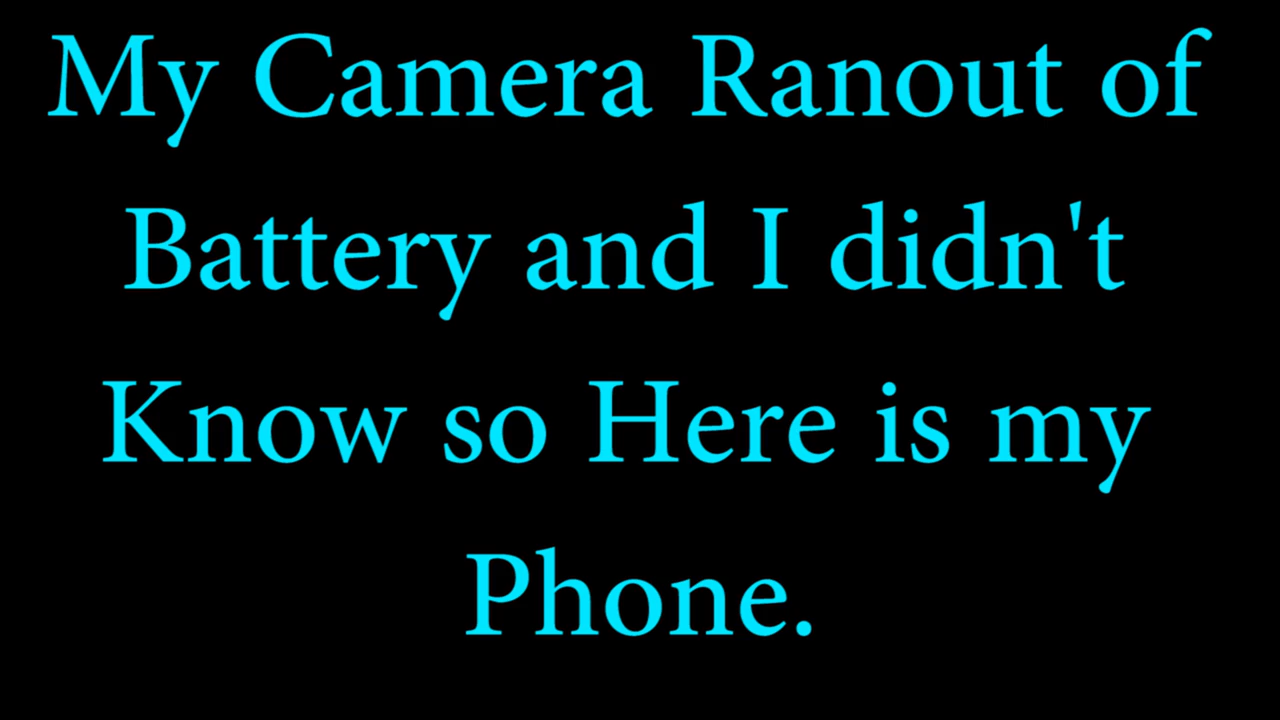 My Camera Ranout of
Battery and I didn't
Know so Here is my
Phone.